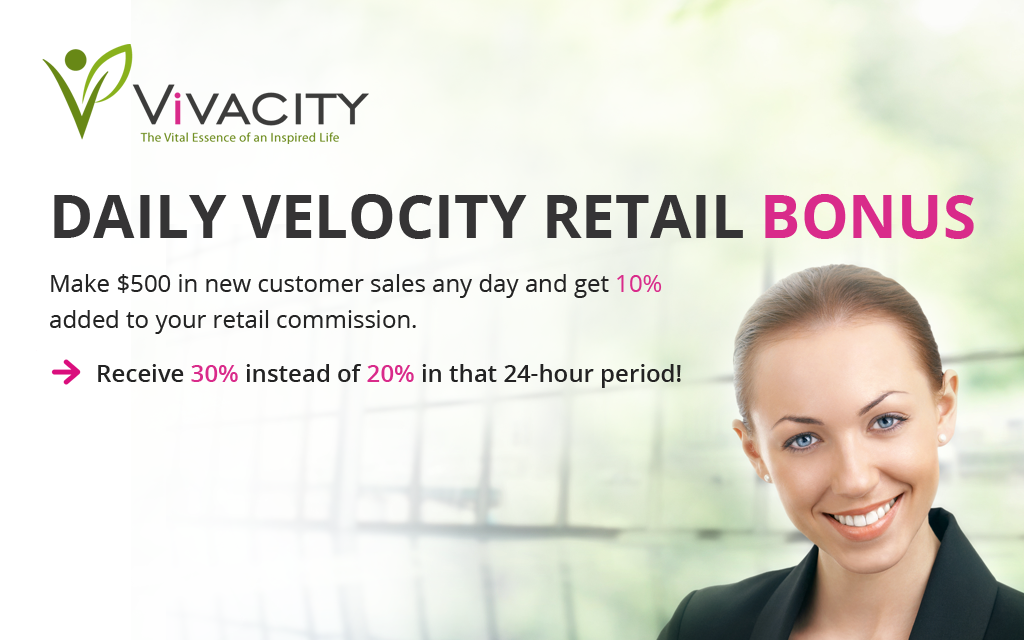 ViVACITY
The Vital Essence of an Inspired Life
DAILY VELOCITY RETAIL BONUS
Make $500 in new customer sales any day and get 10%
added to your retail commission.
Receive 30% instead of 20% in that 24-hour period!